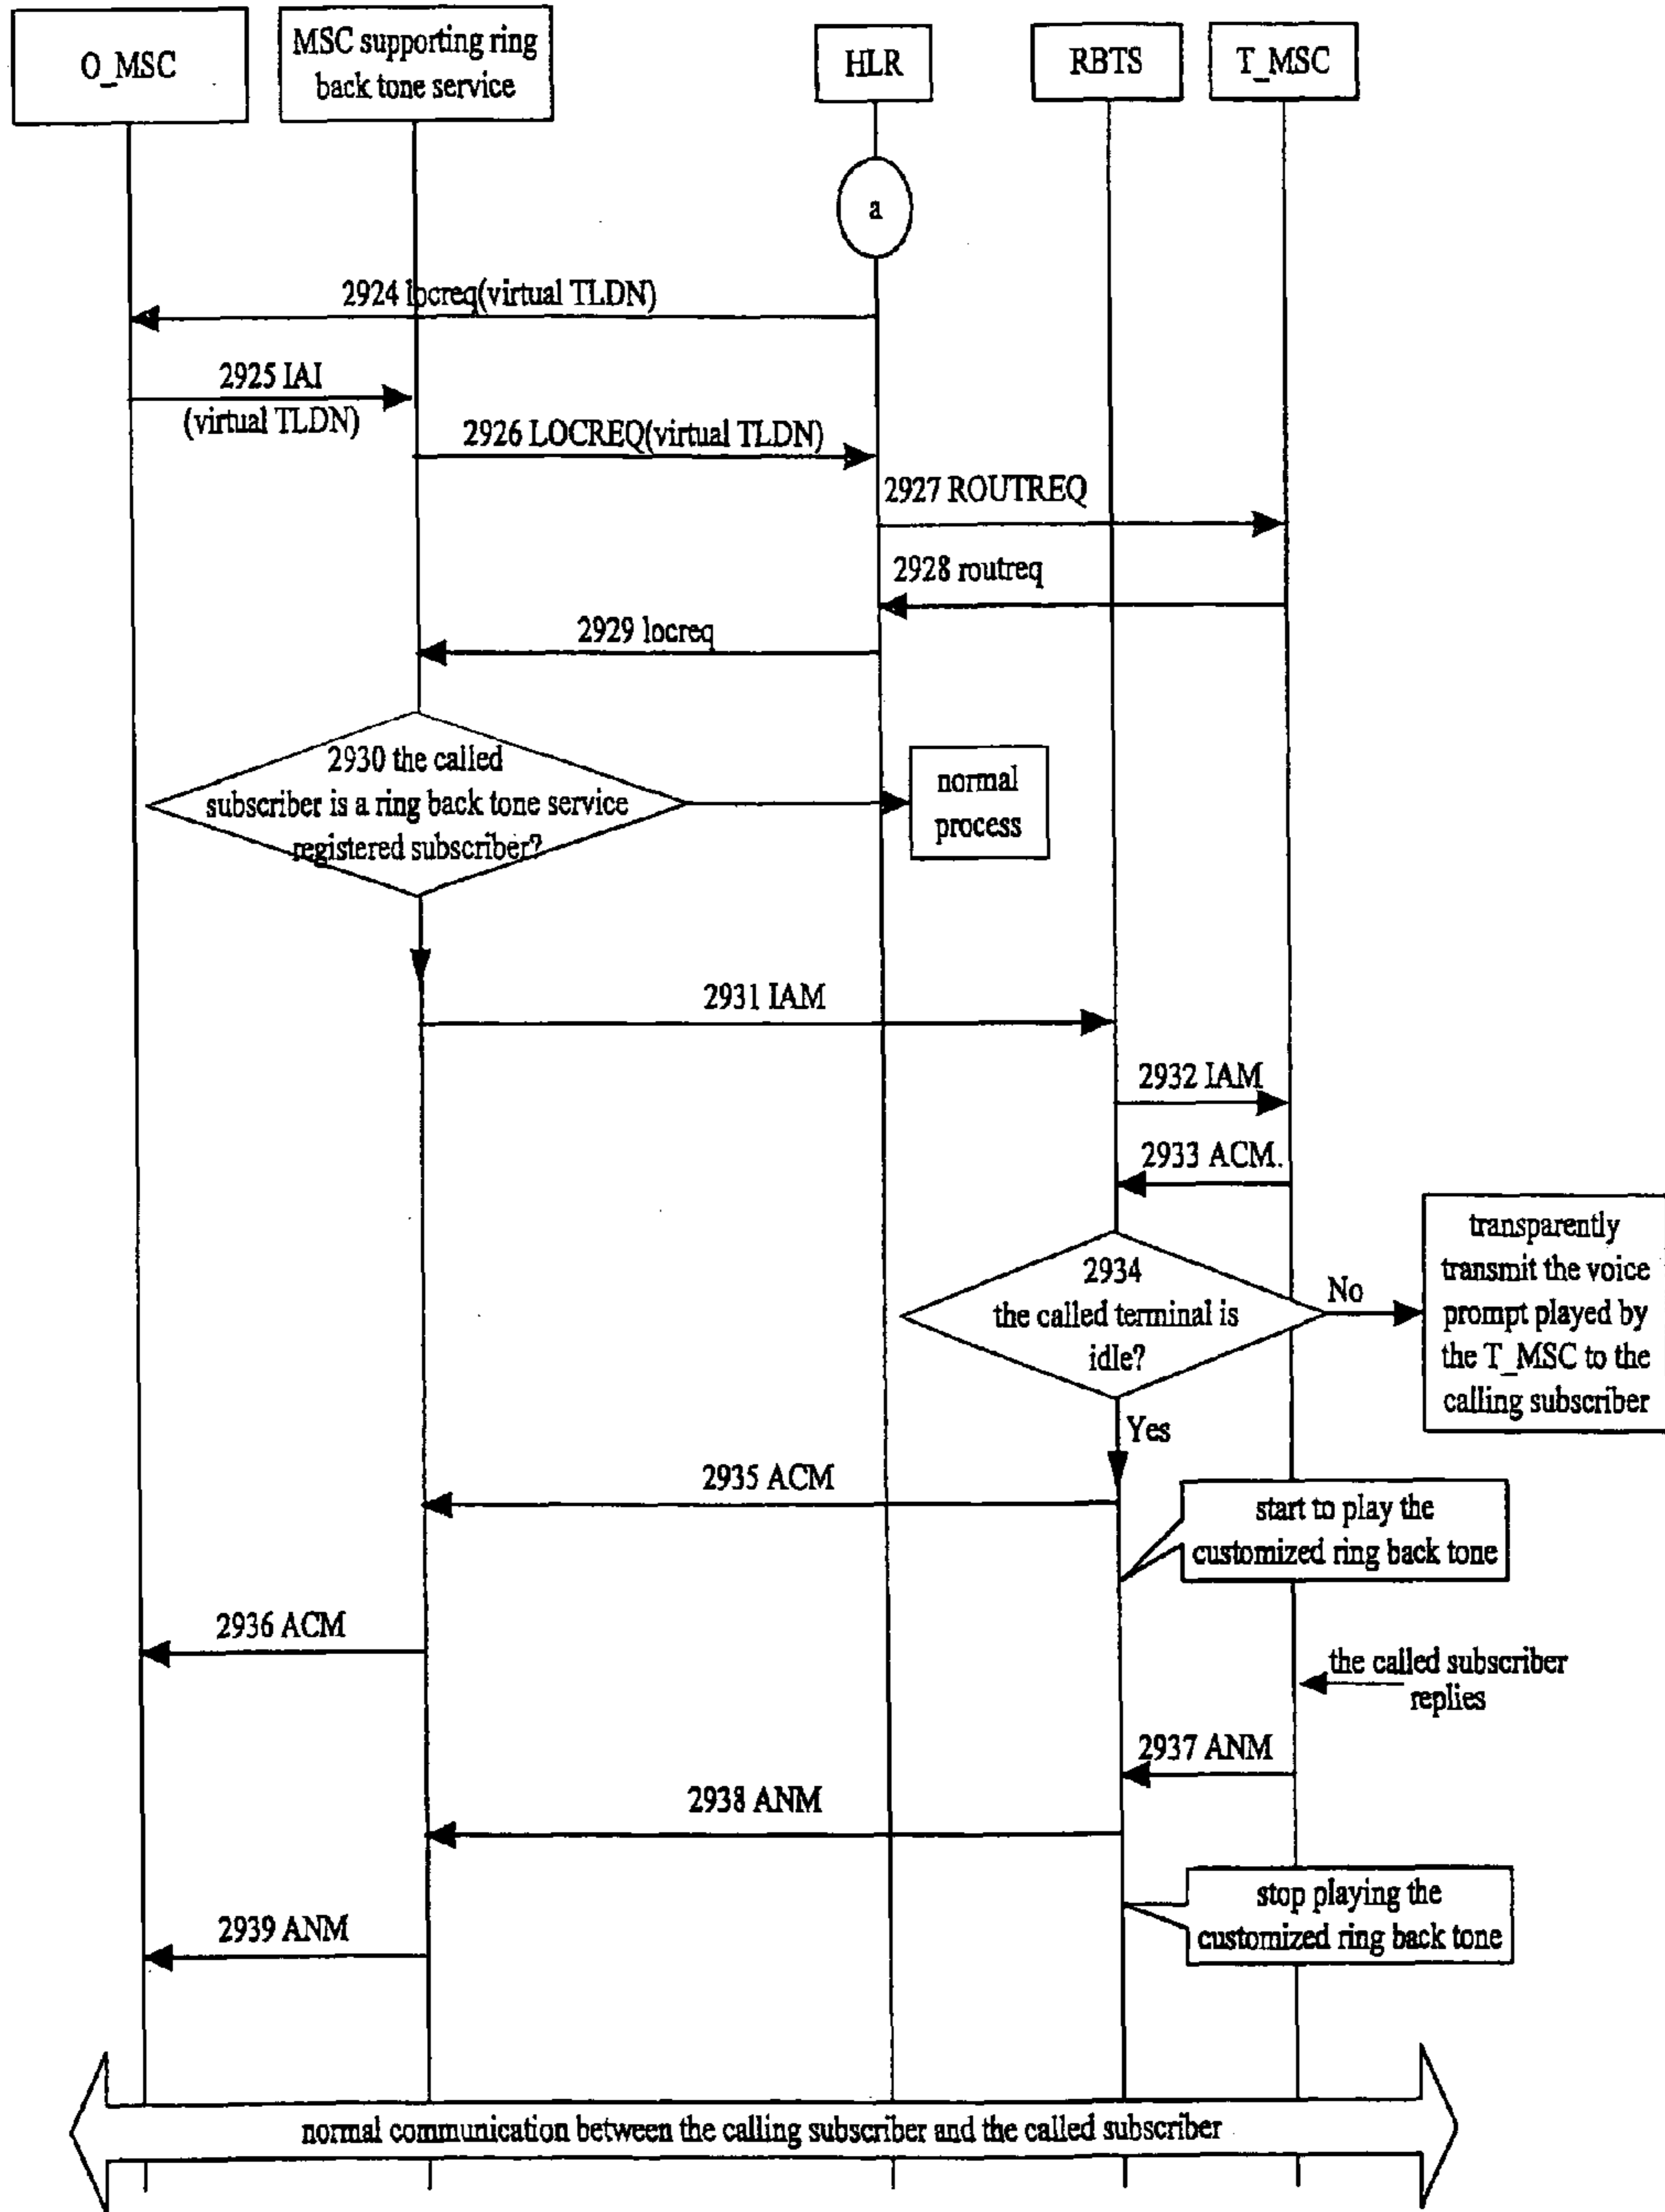 O_MSC
MSC supporting ring
back tone service
HLR
RBTS
T_MSC
a
2924 locreq(virtual TLDN)
2925 IAI
(virtual TLDN)
2926 LOCREQ(virtual TLDN)
2927 ROUTREQ
2928 routreq
2929 locreq
2930 the called
subscriber is a ring back tone service
registered subscriber?
normal
process
2931 IAM
2932 IAM
2933 ACM.
2934
the called terminal is
idle?
No
transparently
transmit the voice
prompt played by
the T_MSC to the
calling subscriber
Yes
2935 ACM
start to play the
customized ring back tone
2936 ACM
the called subscriber
replies
2937 ANM
2938 ANM
stop playing the
customized ring back tone
2939 ANM
normal communication between the calling subscriber and the called subscriber